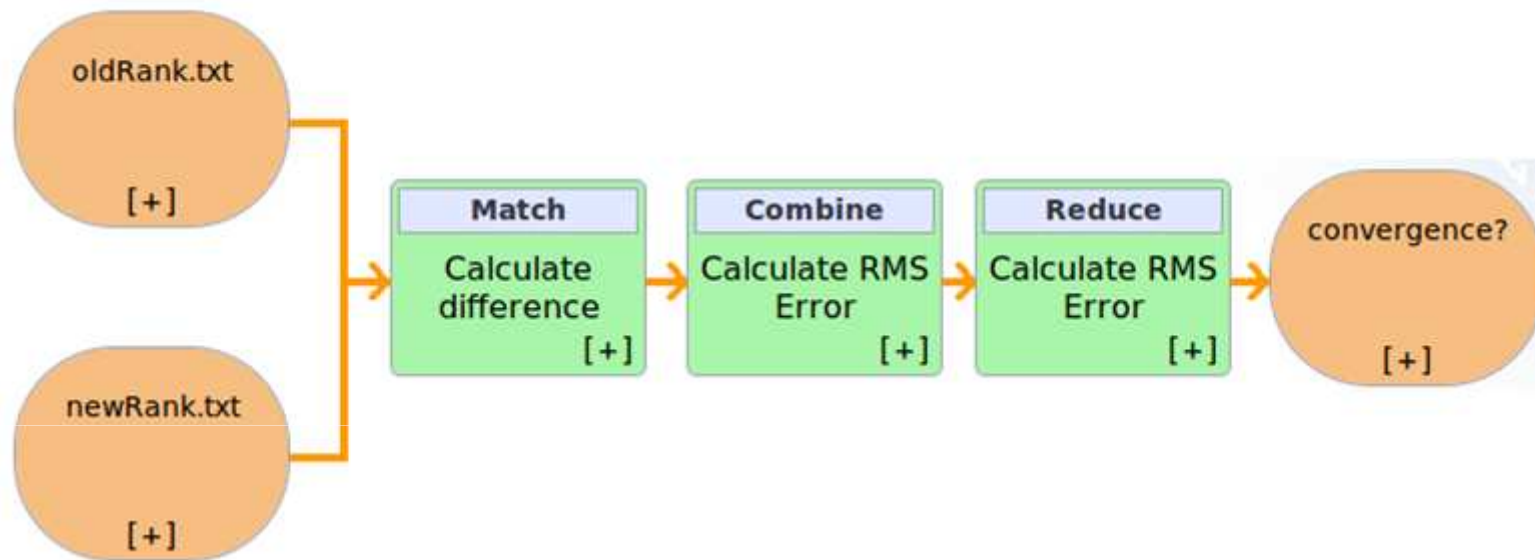 oldRank.txt
[+]
newRank.txt
[+]
Match
Calculate
difference
[+]
Combine
Calculate RMS
Error
[+]
Reduce
Calculate RMS
Error
[+]
convergence?
[+]